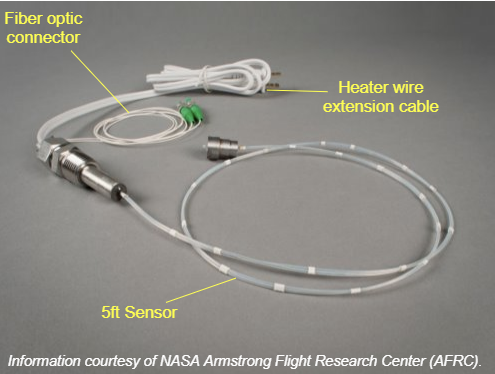 Fiber optic
connector
Heater wire
extension cable
5ft Sensor
Information courtesy of NASA Armstrong Flight Research Center (AFRC).